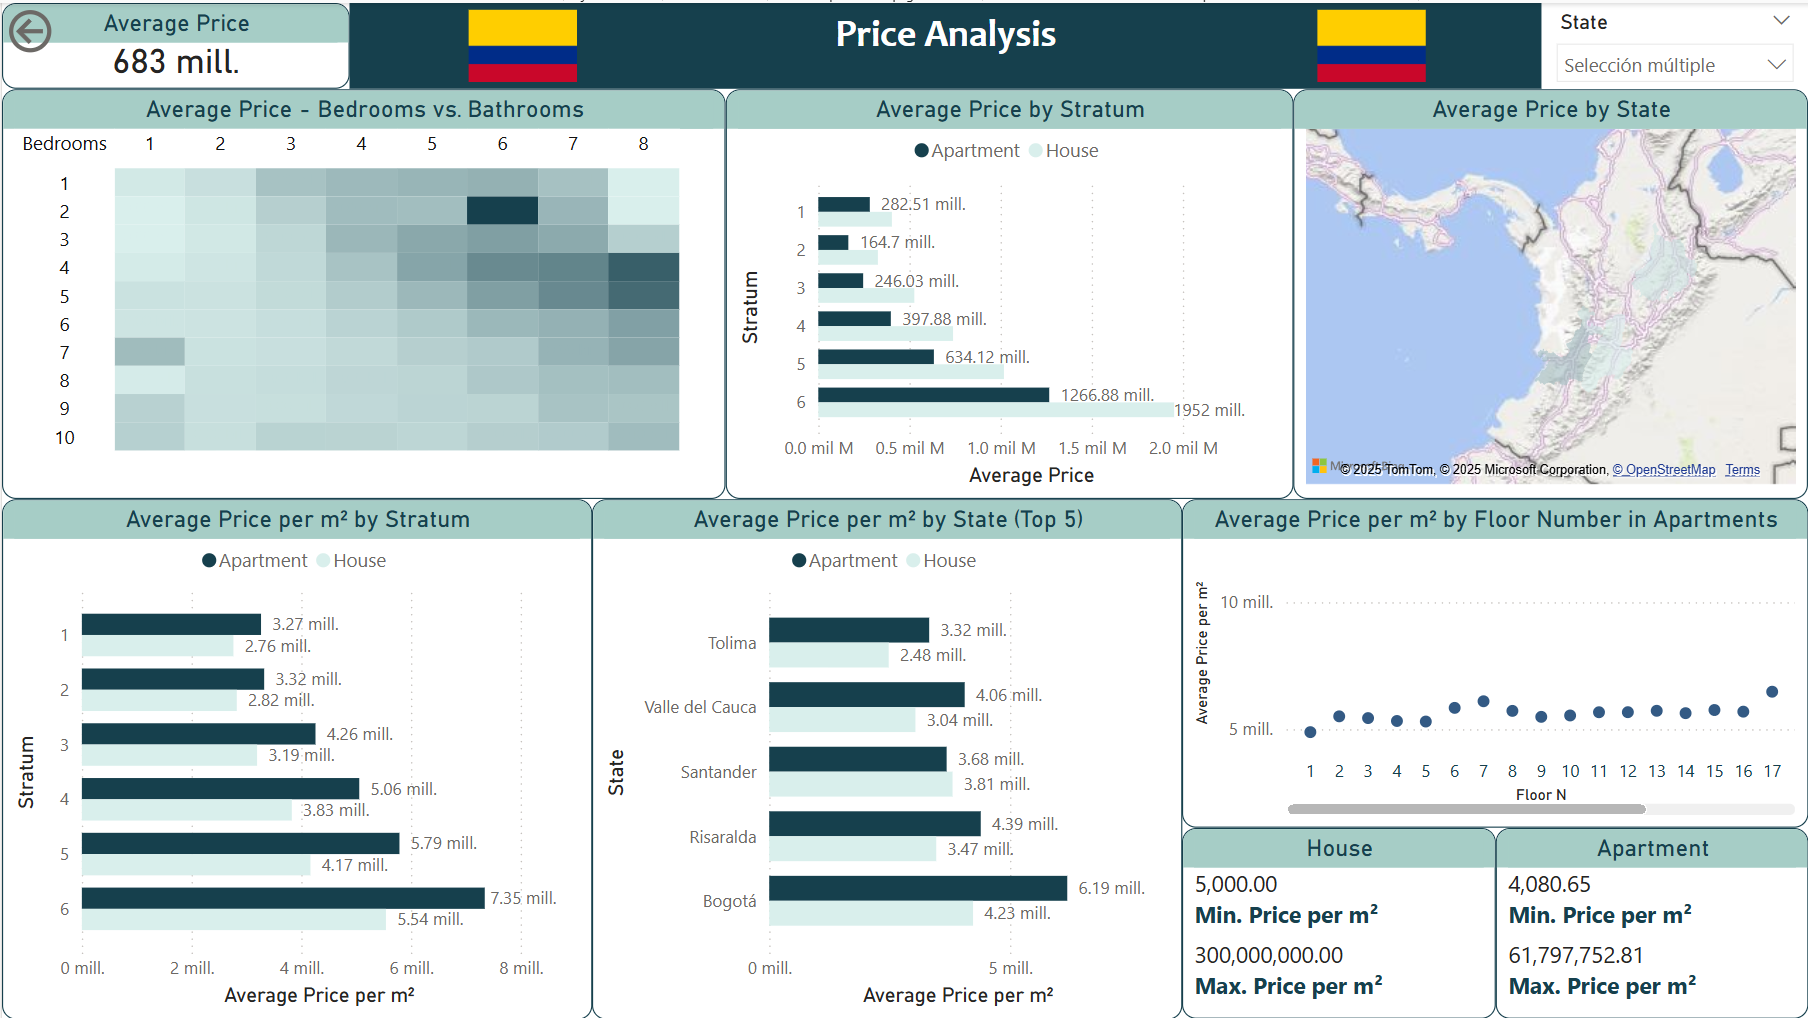 Average Price
683 mill.
Price Analysis
State
Selección múltiple
Average Price - Bedrooms vs. Bathrooms
Bedrooms 1 2 3 4 5 6 7 8
1
2
3
4
5
6
7
8
9
10
Average Price by Stratum
Apartment House
Stratum
1 282.51 mill.
2 164.7 mill.
3 246.03 mill.
4 397.88 mill.
5 634.12 mill.
6 1266.88 mill.
1952 mill.
0.0 mil M 0.5 mil M 1.0 mil M 1.5 mil M 2.0 mil M
Average Price
Average Price by State
© 2025 TomTom, © 2025 Microsoft Corporation, © OpenStreetMap Terms
Average Price per m² by Stratum
Apartment House
Stratum
1 3.27 mill.
2.76 mill.
2 3.32 mill.
2.82 mill.
3 4.26 mill.
3.19 mill.
4 5.06 mill.
3.83 mill.
5 5.79 mill.
4.17 mill.
6 7.35 mill.
5.54 mill.
0 mill. 2 mill. 4 mill. 6 mill. 8 mill.
Average Price per m²
Average Price per m² by State (Top 5)
Apartment House
State
Tolima 3.32 mill.
2.48 mill.
Valle del Cauca 4.06 mill.
3.04 mill.
Santander 3.68 mill.
3.81 mill.
Risaralda 4.39 mill.
3.47 mill.
Bogotá 6.19 mill.
4.23 mill.
0 mill. 5 mill.
Average Price per m²
Average Price per m² by Floor Number in Apartments
Average Price per m²
10 mill.
5 mill.
1 2 3 4 5 6 7 8 9 10 11 12 13 14 15 16 17
Floor N
House
5,000.00
Min. Price per m²
300,000,000.00
Max. Price per m²
Apartment
4,080.65
Min. Price per m²
61,797,752.81
Max. Price per m²